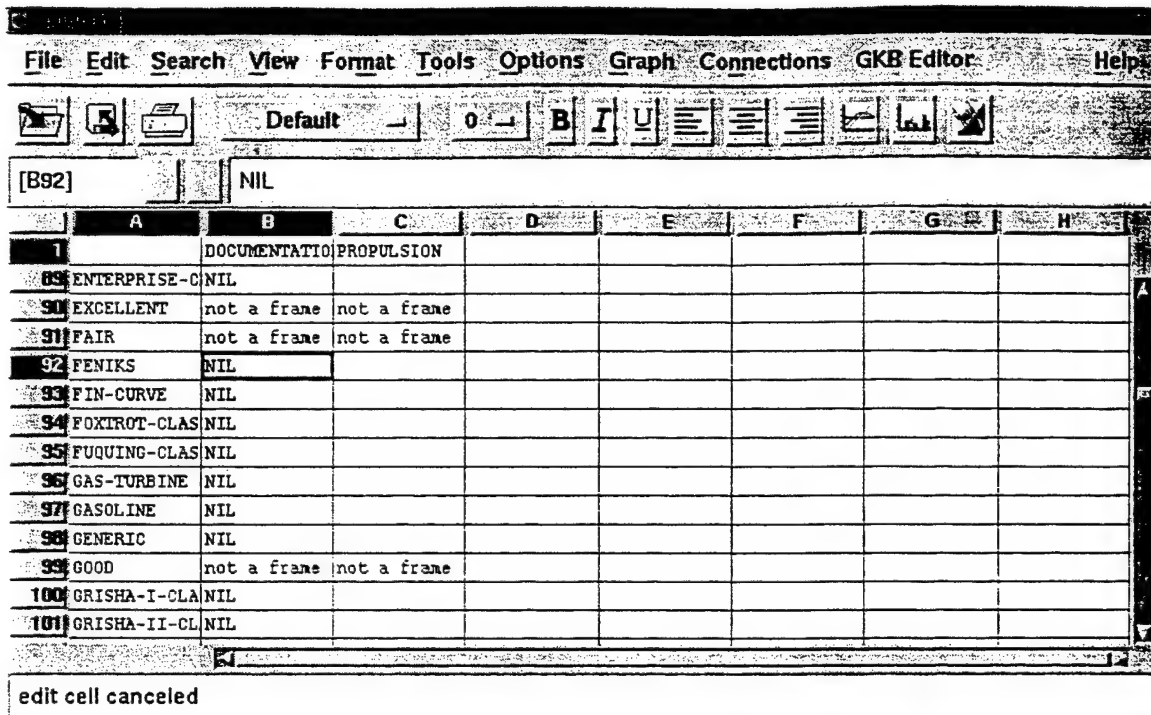 File Edit Search View Format Tools Options Graph Connections GKB Editor Help
Default 0 B I U
[B92] NIL
A B C D E F G H
1 DOCUMENTATIO PROPULSION
89 ENTERPRISE-C NIL
90 EXCELLENT not a frame not a frame
91 FAIR not a frame not a frame
92 FENIKS NIL
93 FIN-CURVE NIL
94 FOXTROT-CLAS NIL
95 FUQUING-CLAS NIL
96 GAS-TURBINE NIL
97 GASOLINE NIL
98 GENERIC NIL
99 GOOD not a frame not a frame
100 GRISHA-I-CLA NIL
101 GRISHA-II-CL NIL
edit cell canceled